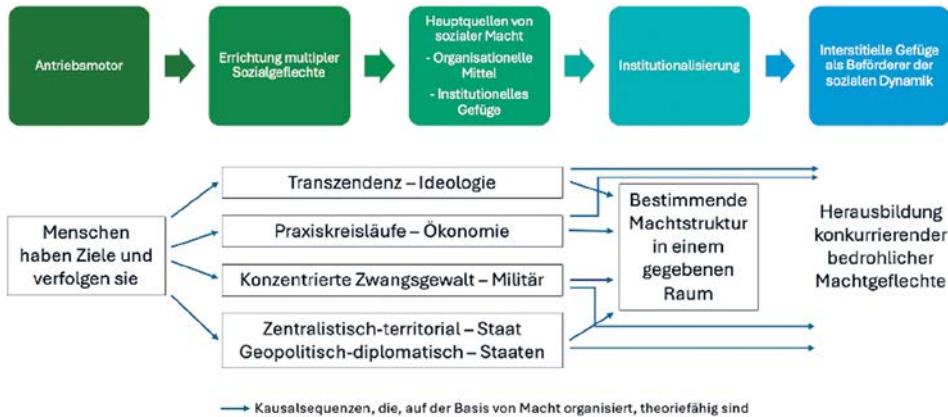 Antriebsmotor
Errichtung multipler
Sozialgeflechte
Hauptquellen von
sozialer Macht
- Organisationelle
Mittel
- Institutionelles
Gefüge
Institutionalisierung
Interstitielle Gefüge
als Beförderer der
sozialen Dynamik
Menschen
haben Ziele und
verfolgen sie
Transzendenz – Ideologie
Praxiskreisläufe – Ökonomie
Konzentrierte Zwangsgewalt – Militär
Zentralistisch-territorial – Staat
Geopolitisch-diplomatisch – Staaten
Bestimmende
Machtstruktur
in einem
gegebenen
Raum
Herausbildung
konkurrierender
bedrohlicher
Machtgeflechte
Kausalsequenzen, die, auf der Basis von Macht organisiert, theoriefähig sind